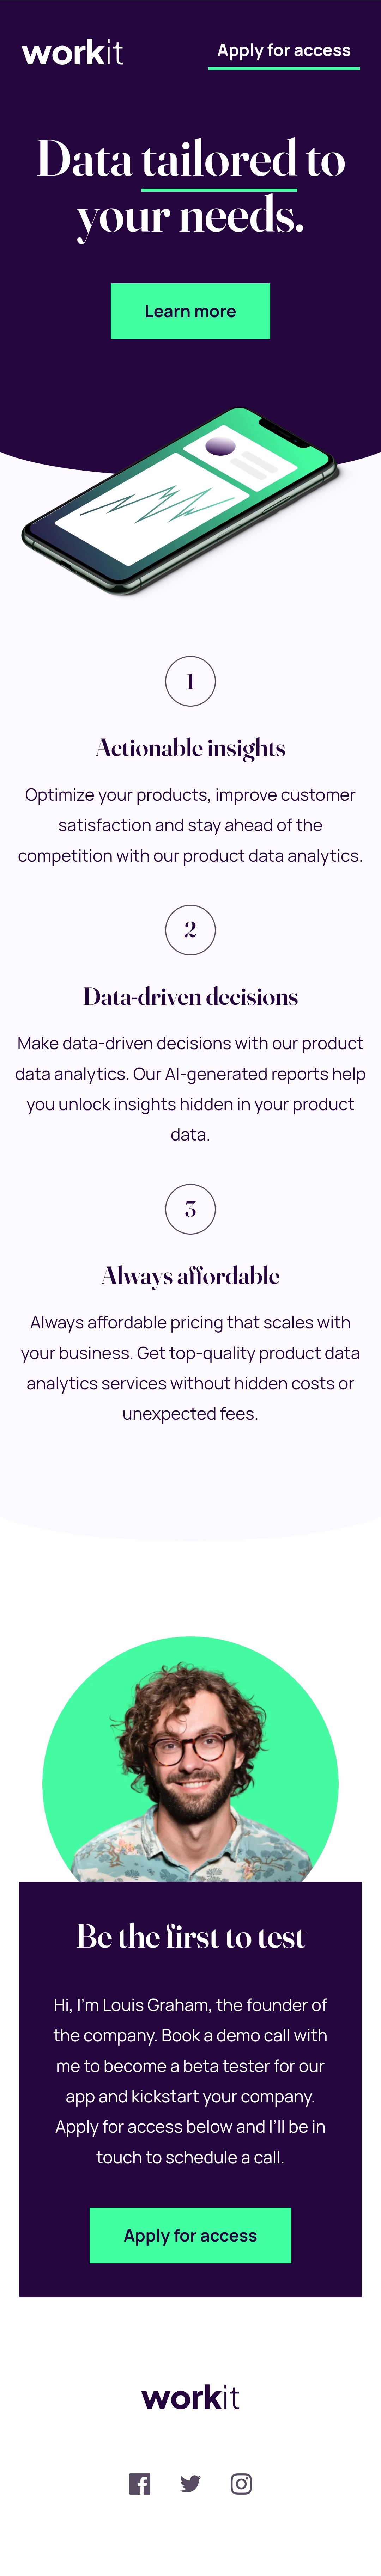 workit
Apply for access
Data tailored to
your needs.
Learn more
1
Actionable insights
Optimize your products, improve customer
satisfaction and stay ahead of the
competition with our product data analytics.
2
Data-driven decisions
Make data-driven decisions with our product
data analytics. Our AI-generated reports help
you unlock insights hidden in your product
data.
3
Always affordable
Always affordable pricing that scales with
your business. Get top-quality product data
analytics services without hidden costs or
unexpected fees.
Be the first to test
Hi, I'm Louis Graham, the founder of
the company. Book a demo call with
me to become a beta tester for our
app and kickstart your company.
Apply for access below and I'll be in
touch to schedule a call.
Apply for access
workit